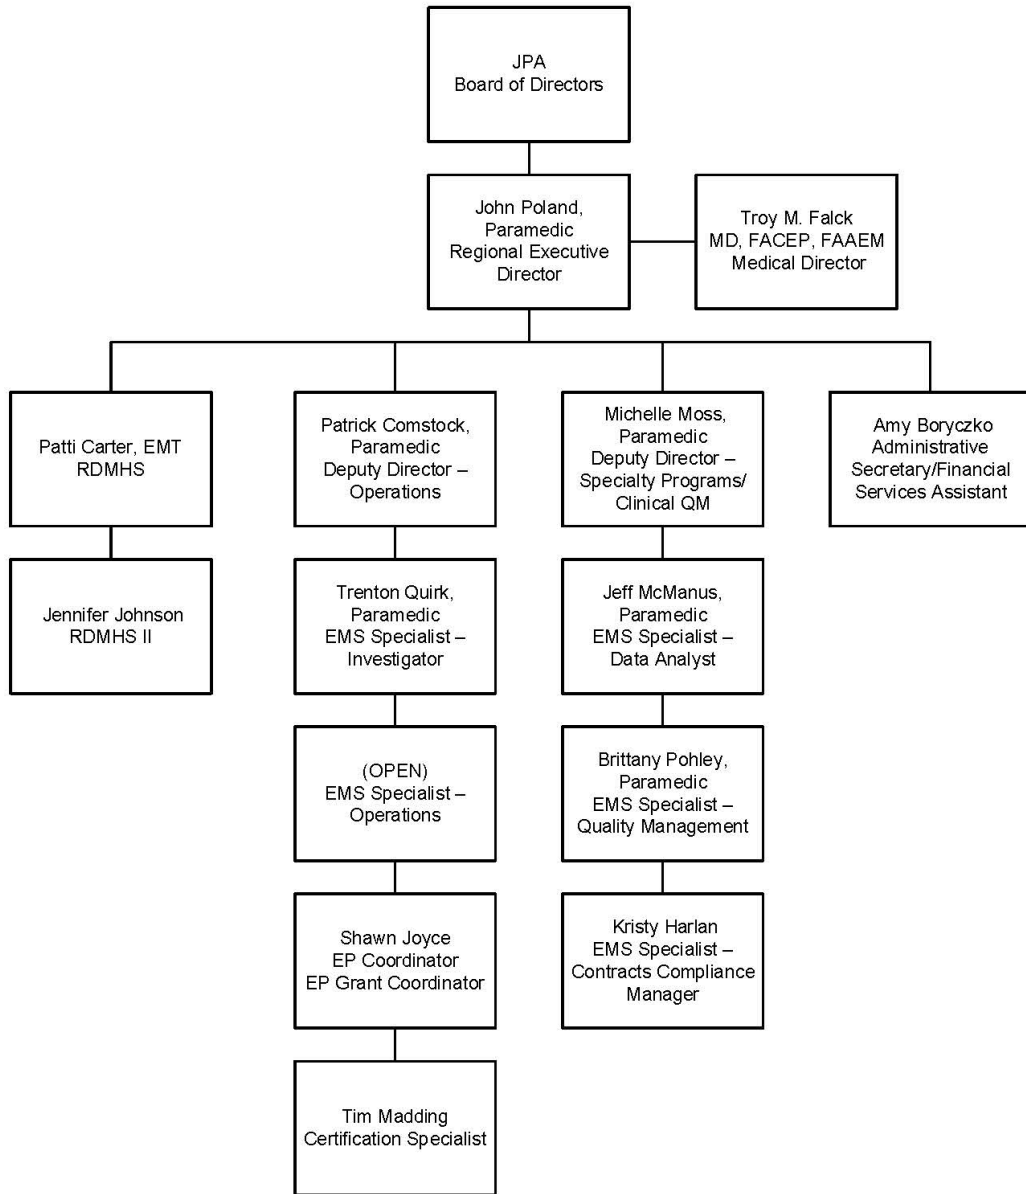 JPA
Board of Directors
John Poland,
Paramedic
Regional Executive
Director
Troy M. Falck
MD, FACEP, FAAEM
Medical Director
Patti Carter, EMT
RDMHS
Patrick Comstock,
Paramedic
Deputy Director –
Operations
Michelle Moss,
Paramedic
Deputy Director –
Specialty Programs/
Clinical QM
Amy Boryczko
Administrative
Secretary/Financial
Services Assistant
Jennifer Johnson
RDMHS II
Trenton Quirk,
Paramedic
EMS Specialist –
Investigator
Jeff McManus,
Paramedic
EMS Specialist –
Data Analyst
(OPEN)
EMS Specialist –
Operations
Brittany Pohley,
Paramedic
EMS Specialist –
Quality Management
Shawn Joyce
EP Coordinator
EP Grant Coordinator
Kristy Harlan
EMS Specialist –
Contracts Compliance
Manager
Tim Madding
Certification Specialist